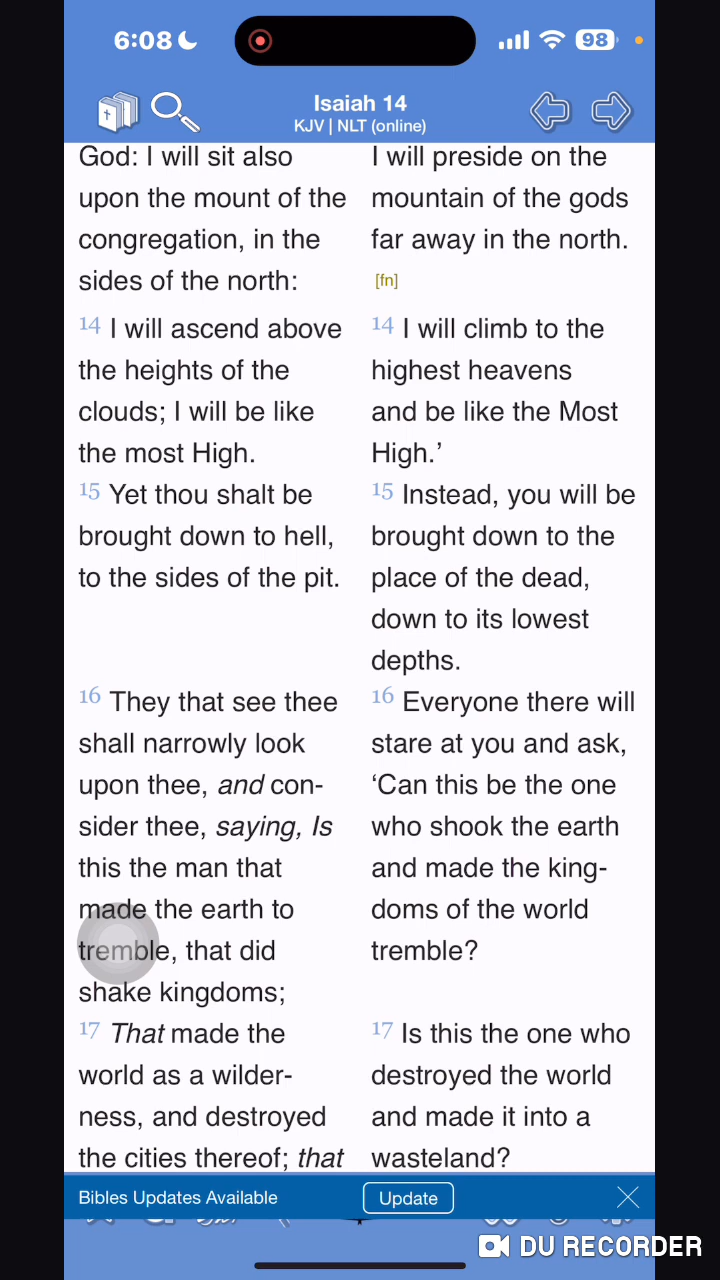 6:08
98
Isaiah 14
KJV | NLT (online)
God: I will sit also
upon the mount of the
congregation, in the
sides of the north:
14 I will ascend above
the heights of the
clouds; I will be like
the most High.
15 Yet thou shalt be
brought down to hell,
to the sides of the pit.
16 They that see thee
shall narrowly look
upon thee, and con-
sider thee, saying, Is
this the man that
made the earth to
tremble, that did
shake kingdoms;
17 That made the
world as a wilder-
ness, and destroyed
the cities thereof; that
I will preside on the
mountain of the gods
far away in the north.
[fn]
14 I will climb to the
highest heavens
and be like the Most
High.’
15 Instead, you will be
brought down to the
place of the dead,
down to its lowest
depths.
16 Everyone there will
stare at you and ask,
‘Can this be the one
who shook the earth
and made the king-
doms of the world
tremble?
17 Is this the one who
destroyed the world
and made it into a
wasteland?
Bibles Updates Available
Update
DU RECORDER